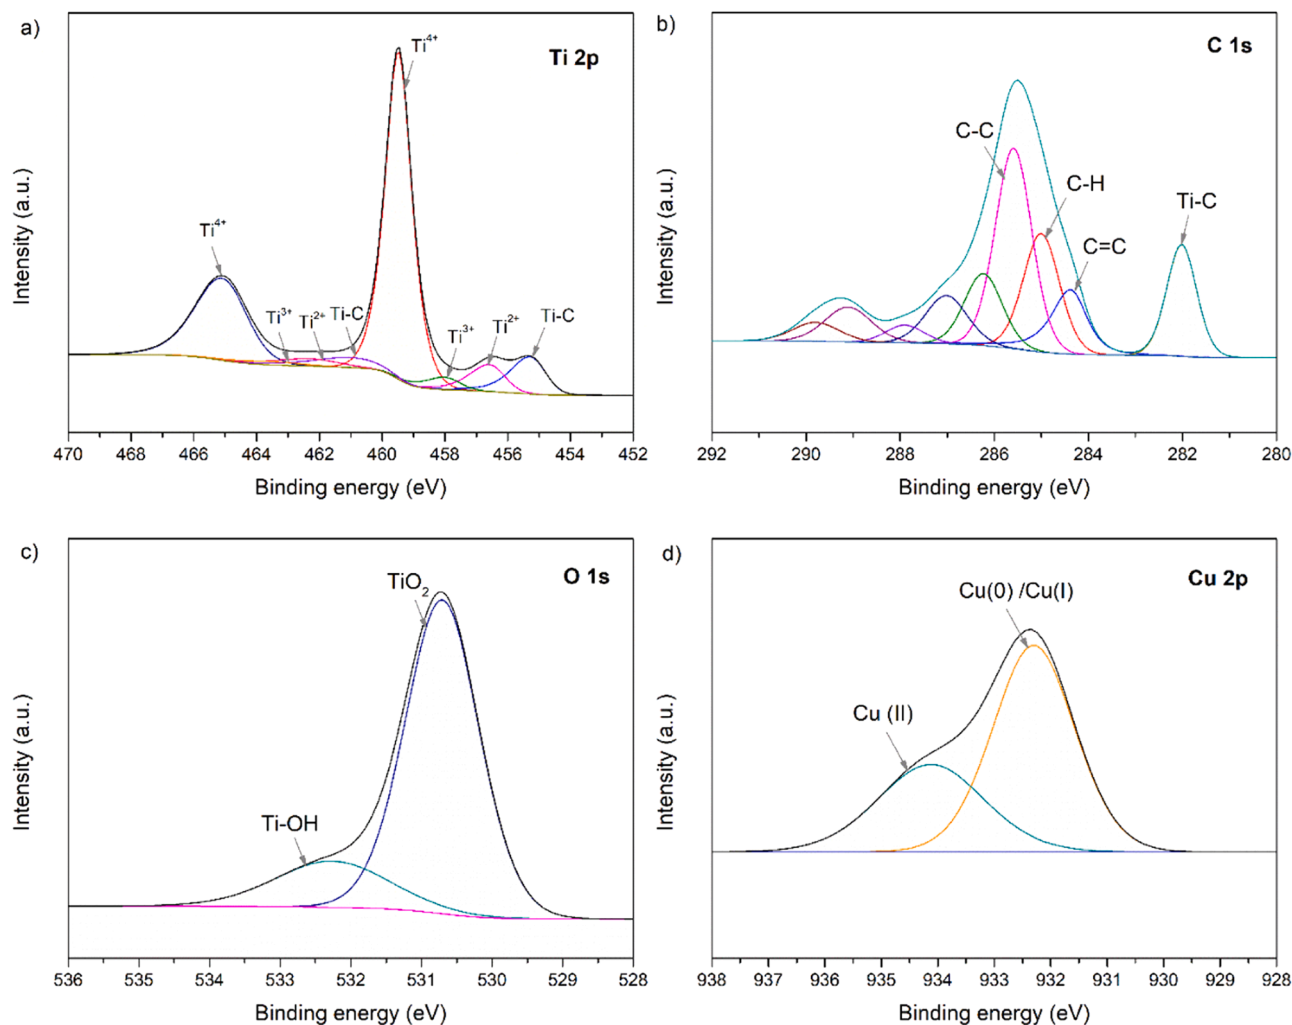 a)
Ti 2p
Ti4+
Ti4+
Ti3+
Ti2+
Ti-C
Ti3+
Ti2+
Ti-C
Intensity (a.u.)
470 468 466 464 462 460 458 456 454 452
Binding energy (eV)
b)
C 1s
C-C
C-H
C=C
Ti-C
Intensity (a.u.)
292 290 288 286 284 282 280
Binding energy (eV)
c)
O 1s
TiO2
Ti-OH
Intensity (a.u.)
536 535 534 533 532 531 530 529 528
Binding energy (eV)
d)
Cu 2p
Cu(0) /Cu(I)
Cu (II)
Intensity (a.u.)
938 937 936 935 934 933 932 931 930 929 928
Binding energy (eV)